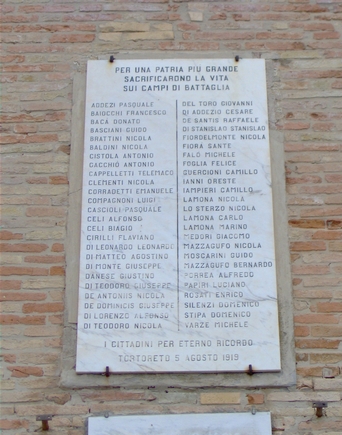 PER UNA PATRIA PIÙ GRANDE
SACRIFICARONO LA VITA
SUI CAMPI DI BATTAGLIA
ADDEZI PASQUALE
BAIOCCHI FRANCESCO
BACÀ DONATO
BASCIANI GUIDO
BRATTINI NICOLA
BALDINI NICOLA
CISTOLA ANTONIO
CACCHIÒ ANTONIO
CAPPELLETTI TELEMACO
CLEMENTI NICOLA
CORRADETTI EMANUELE
COMPAGNONI LUIGI
CASCIOLI PASQUALE
CELI ALFONSO
CELI BIAGIO
CIRILLI FLAVIANO
DI LEONARDO LEONARDO
DI MATTEO AGOSTINO
DI MONTE GIUSEPPE
DANESE GIUSTINO
DI TEODORO GIUSEPPE
DE ANTONIIS NICOLA
DE DOMINICIS GIUSEPPE
DI LORENZO ALFONSO
DI TEODORO NICOLA
DEL TORO GIOVANNI
DI ADDEZIO CESARE
DE SANTIS RAFFAELE
DI STANISLAO STANISLAO
FIORDELMONTE NICOLA
FIORÀ SANTE
FALÒ MICHELE
FOGLIA FELICE
GUERCIONI CAMILLO
IANNI ORESTE
IAMPIERI CAMILLO
LAMONA NICOLA
LO STERZO NICOLA
LAMONA CARLO
LAMONA MARINO
MEDORI GIACOMO
MAZZAGUFO NICOLA
MOSCARINI GUIDO
MAZZAGUFO BERNARDO
PORREA ALFREDO
PAPIRI LUCIANO
ROSATI ENRICO
SILENZI DOMENICO
STIPA DOMENICO
VARZE MICHELE
I CITTADINI PER ETERNO RICORDO
TORTORETO 5 AGOSTO 1919